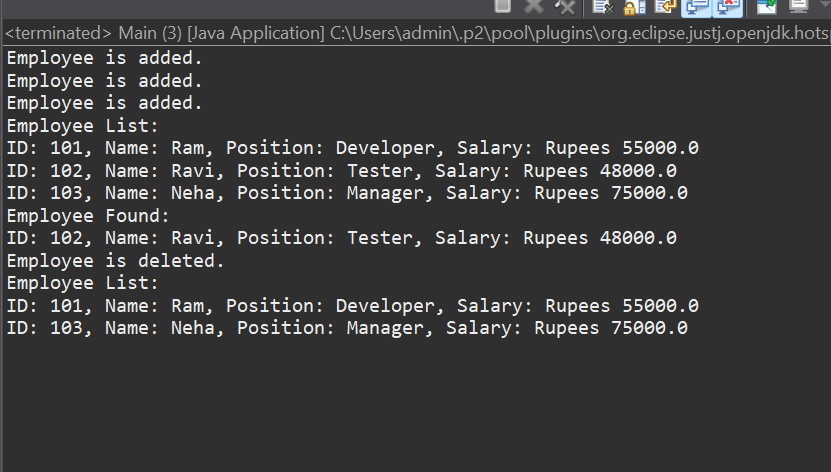 <terminated> Main (3) [Java Application] C:\Users\admin\.p2\pool\plugins\org.eclipse.justj.openjdk.hots
Employee is added.
Employee is added.
Employee is added.
Employee List:
ID: 101, Name: Ram, Position: Developer, Salary: Rupees 55000.0
ID: 102, Name: Ravi, Position: Tester, Salary: Rupees 48000.0
ID: 103, Name: Neha, Position: Manager, Salary: Rupees 75000.0
Employee Found:
ID: 102, Name: Ravi, Position: Tester, Salary: Rupees 48000.0
Employee is deleted.
Employee List:
ID: 101, Name: Ram, Position: Developer, Salary: Rupees 55000.0
ID: 103, Name: Neha, Position: Manager, Salary: Rupees 75000.0